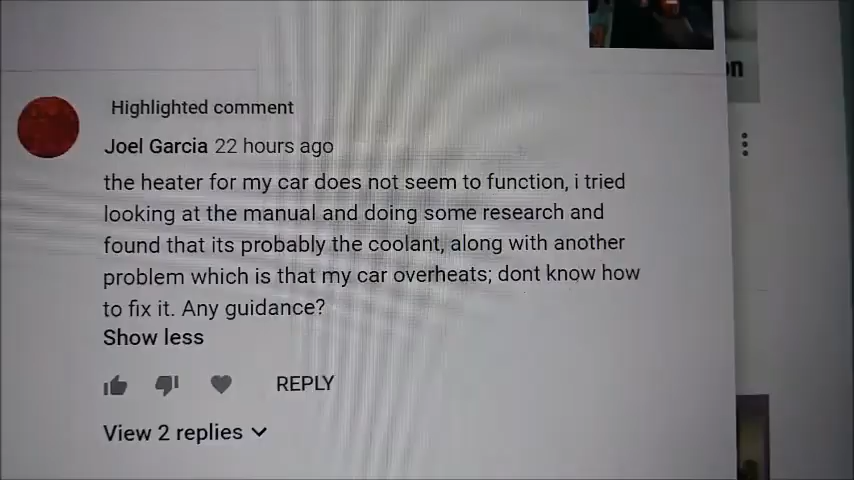 on
Highlighted comment
Joel Garcia 22 hours ago
the heater for my car does not seem to function, i tried
looking at the manual and doing some research and
found that its probably the coolant, along with another
problem which is that my car overheats; dont know how
to fix it. Any guidance?
Show less
REPLY
View 2 replies